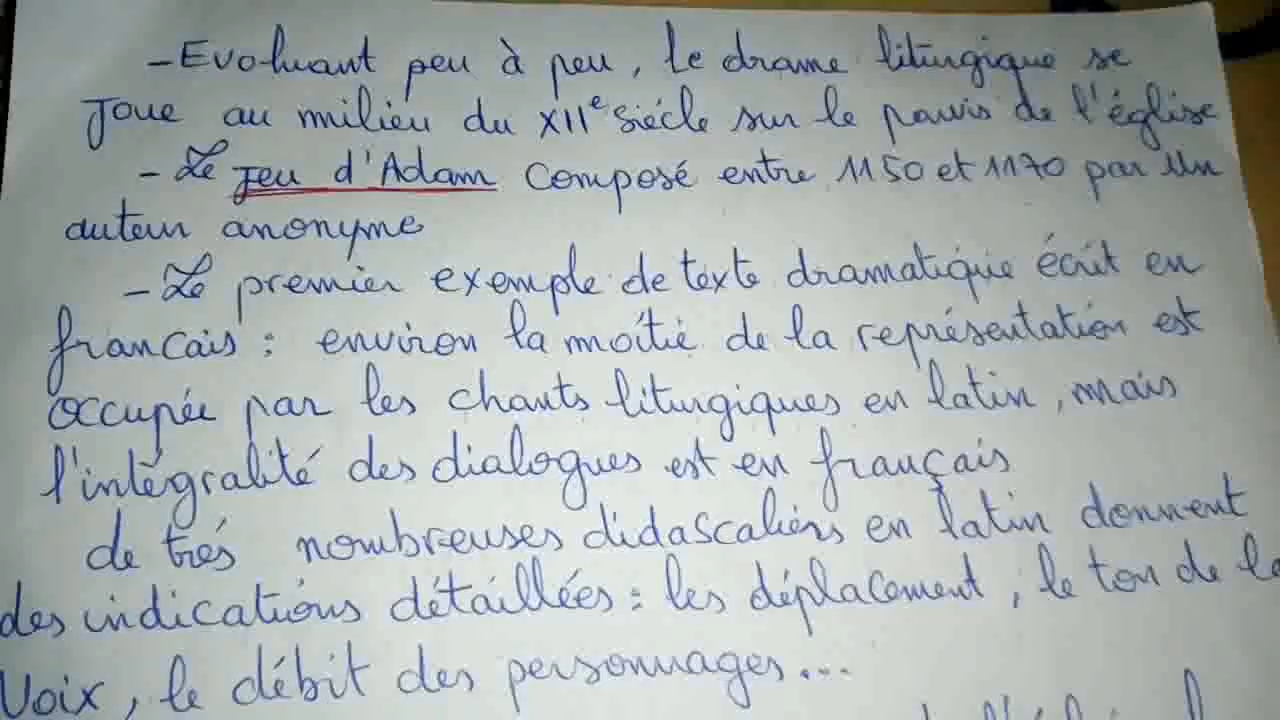 - Evoluant peu à peu, le drame liturgique se
Joue au milieu du XIIe siécle sur le parvis de l'église
- Le Jeu d'Adam composé entre 1150 et 1170 par un
auteur anonyme
- Le premier exemple de texte dramatique écrit en
francais : environ la moitié de la représentation est
occupée par les chants liturgiques en latin, mais
l'intégralité des dialogues est en français
de trés nombreuses didascaliens en latin donnent
des indications détaillées : les déplacement, le ton de la
Voix, le débit des personnages...